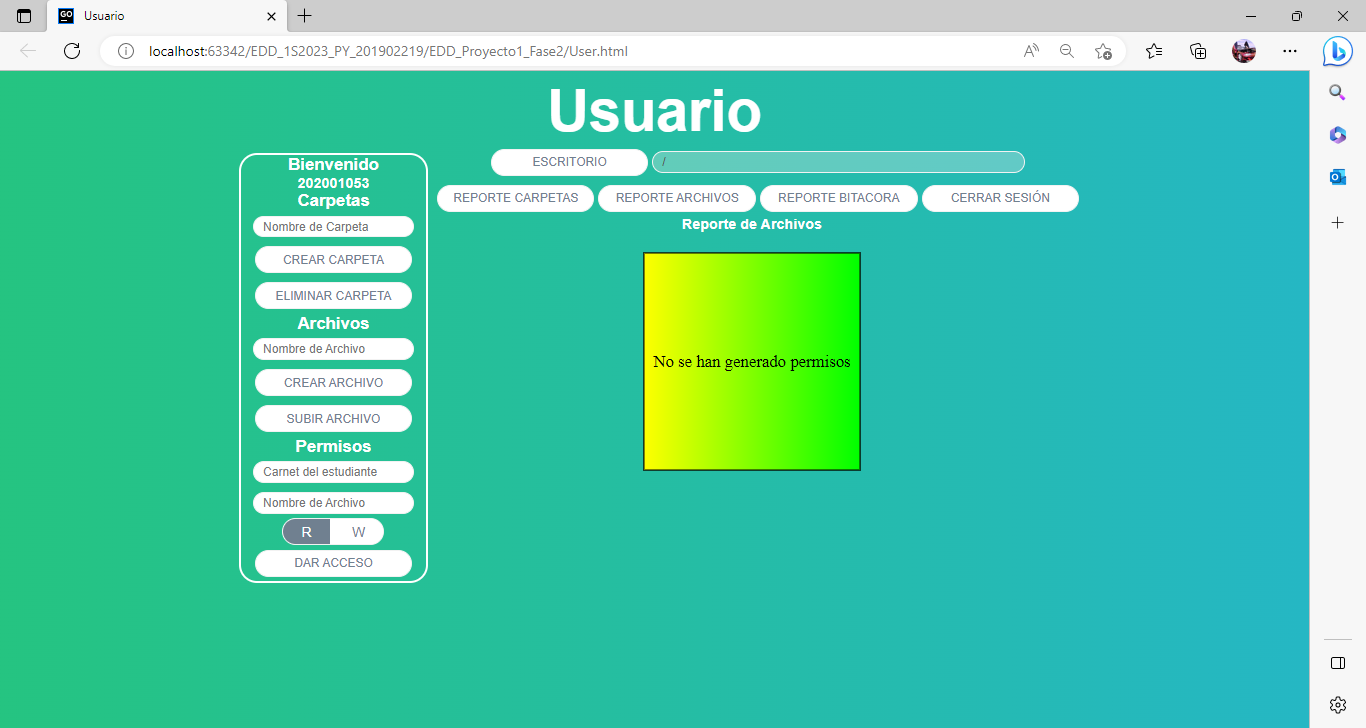 GO
Usuario
localhost:63342/EDD_1S2023_PY_201902219/EDD_Proyecto1_Fase2/User.html
Usuario
Bienvenido
202001053
Carpetas
Nombre de Carpeta
CREAR CARPETA
ELIMINAR CARPETA
Archivos
Nombre de Archivo
CREAR ARCHIVO
SUBIR ARCHIVO
Permisos
Carnet del estudiante
Nombre de Archivo
R W
DAR ACCESO
ESCRITORIO /
REPORTE CARPETAS REPORTE ARCHIVOS REPORTE BITACORA CERRAR SESIÓN
Reporte de Archivos
No se han generado permisos